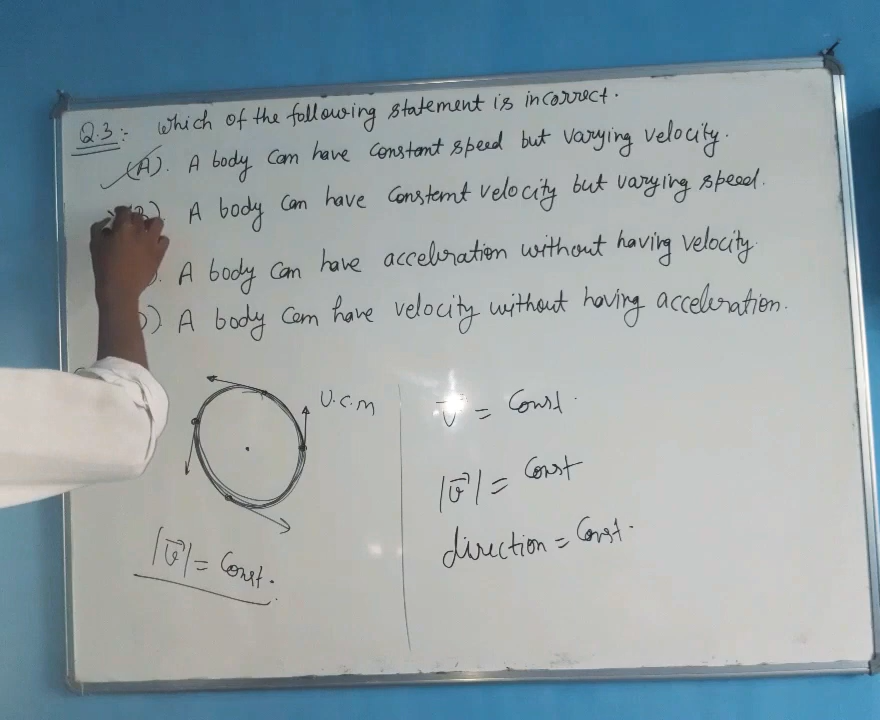 Q.3:- Which of the following statement is incorrect.
(A). A body can have constant speed but varying velocity.
A body can have constant velocity but varying speed.
A body can have acceleration without having velocity.
D) A body can have velocity without having acceleration.
U.C.M
|v⃗| = Const.
v⃗ = Const.
|v⃗| = Const
direction = Const.